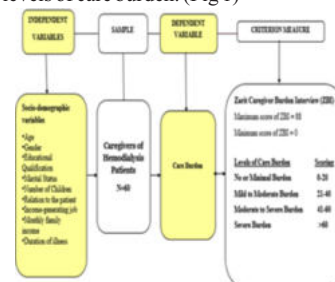 levels of care burden. (Fig 1)
INDEPENDENT
VARIABLES
SAMPLE
DEPENDENT
VARIABLE
CRITERION MEASURE
Socio-demographic
variables
•Age
•Gender
•Educational
Qualification
•Marital Status
•Number of Children
•Relation to the patient
•Income-generating job
•Monthly family
income
•Duration of illness
Caregivers of
Hemodialysis
Patients
N=60
Care Burden
Zarit Caregiver Burden Interview (ZBI)
Maximum score of ZBI = 88
Minimum score of ZBI = 0
Levels of Care Burden Scoring
No or Minimal Burden 0-20
Mild to Moderate Burden 21-40
Moderate to Severe Burden 41-60
Severe Burden >60